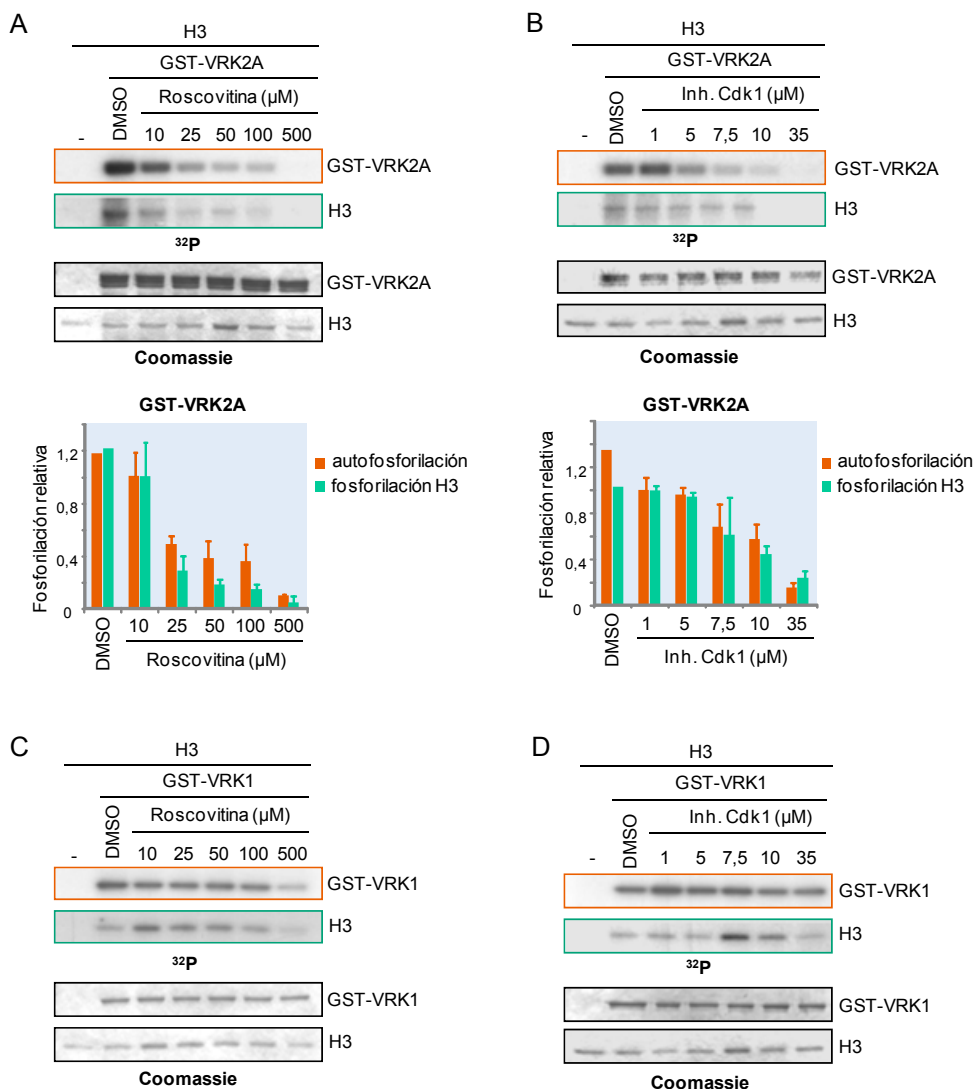 A
H3
GST-VRK2A
DMSO
Roscovitina (µM)
- 10 25 50 100 500
GST-VRK2A
H3
32P
GST-VRK2A
H3
Coomassie
GST-VRK2A
Fosforilación relativa
1,2
0,8
0,4
0
autofosforilación
fosforilación H3
DMSO
10 25 50 100 500
Roscovitina (µM)
B
H3
GST-VRK2A
DMSO
Inh. Cdk1 (µM)
- 1 5 7,5 10 35
GST-VRK2A
H3
32P
GST-VRK2A
H3
Coomassie
GST-VRK2A
Fosforilación relativa
1,2
0,8
0,4
0
autofosforilación
fosforilación H3
DMSO
1 5 7,5 10 35
Inh. Cdk1 (µM)
C
H3
GST-VRK1
DMSO
Roscovitina (µM)
- 10 25 50 100 500
GST-VRK1
H3
32P
GST-VRK1
H3
Coomassie
D
H3
GST-VRK1
DMSO
Inh. Cdk1 (µM)
- 1 5 7,5 10 35
GST-VRK1
H3
32P
GST-VRK1
H3
Coomassie